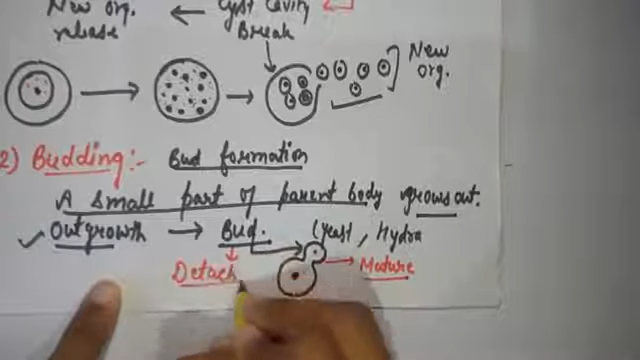 New org. ← Cyst Cavity
release Break
New
org.
2) Budding:- Bud formation
A small part of parent body grows out.
Outgrowth → Bud. (Yeast, Hydra
Detach → Mature